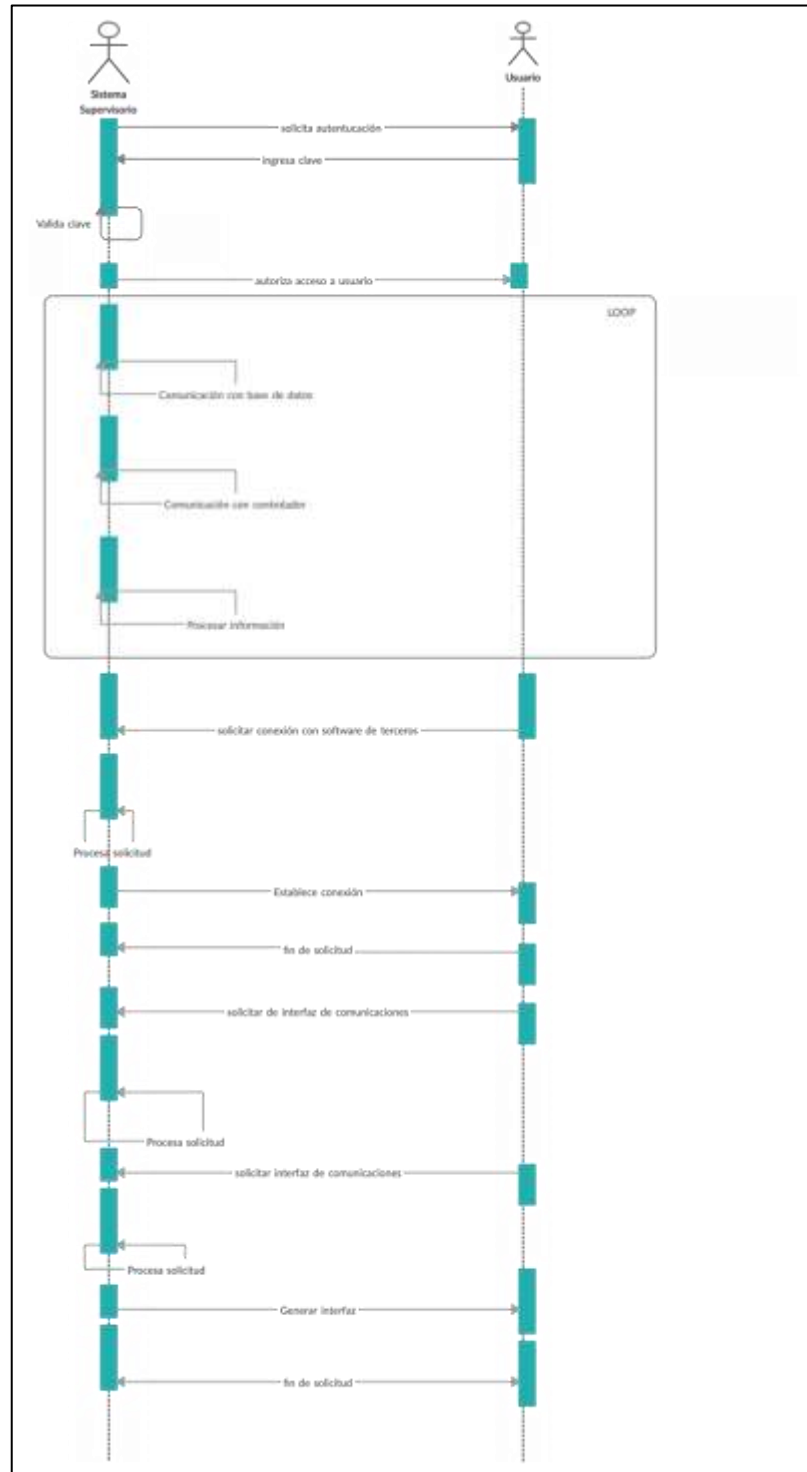 Sistema
Supervisorio
Usuario
solicita autentucación
ingresa clave
Valida clave
autoriza acceso a usuario
LOOP
Comunicación con base de datos
Comunicación con controlador
Procesar información
solicitar conexión con software de terceros
Procesa solicitud
Establece conexión
fin de solicitud
solicitar de interfaz de comunicaciones
Procesa solicitud
solicitar interfaz de comunicaciones
Procesa solicitud
Generar interfaz
fin de solicitud